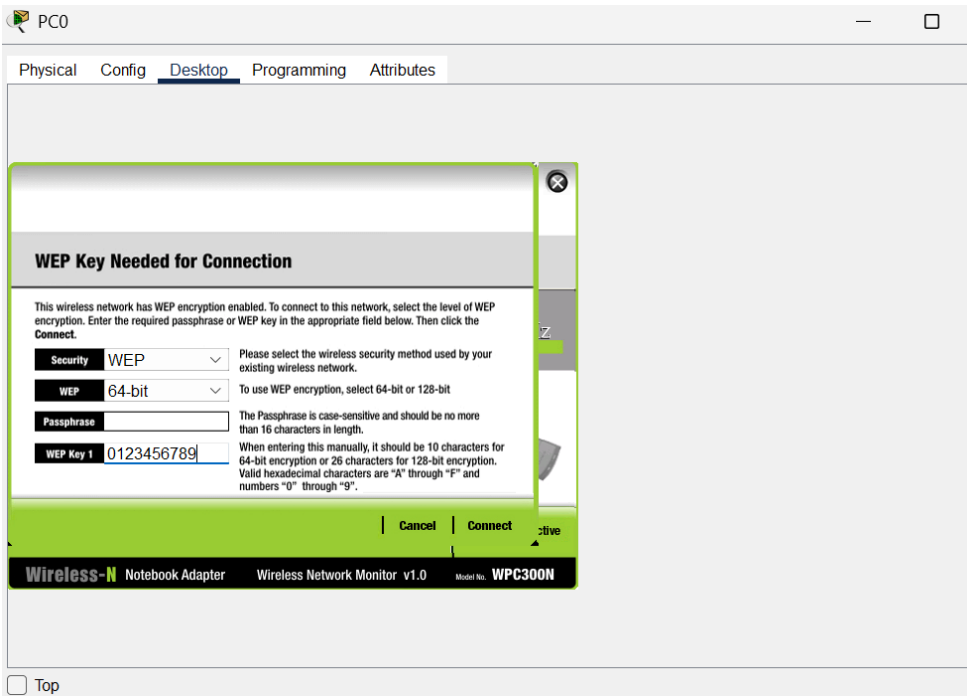 PC0
Physical Config Desktop Programming Attributes
WEP Key Needed for Connection
This wireless network has WEP encryption enabled. To connect to this network, select the level of WEP
encryption. Enter the required passphrase or WEP key in the appropriate field below. Then click the
Connect.
Security WEP Please select the wireless security method used by your
existing wireless network.
WEP 64-bit To use WEP encryption, select 64-bit or 128-bit
Passphrase The Passphrase is case-sensitive and should be no more
than 16 characters in length.
WEP Key 1 0123456789 When entering this manually, it should be 10 characters for
64-bit encryption or 26 characters for 128-bit encryption.
Valid hexadecimal characters are "A" through "F" and
numbers "0" through "9".
Cancel Connect
Wireless-N Notebook Adapter Wireless Network Monitor v1.0 Model No. WPC300N
Top